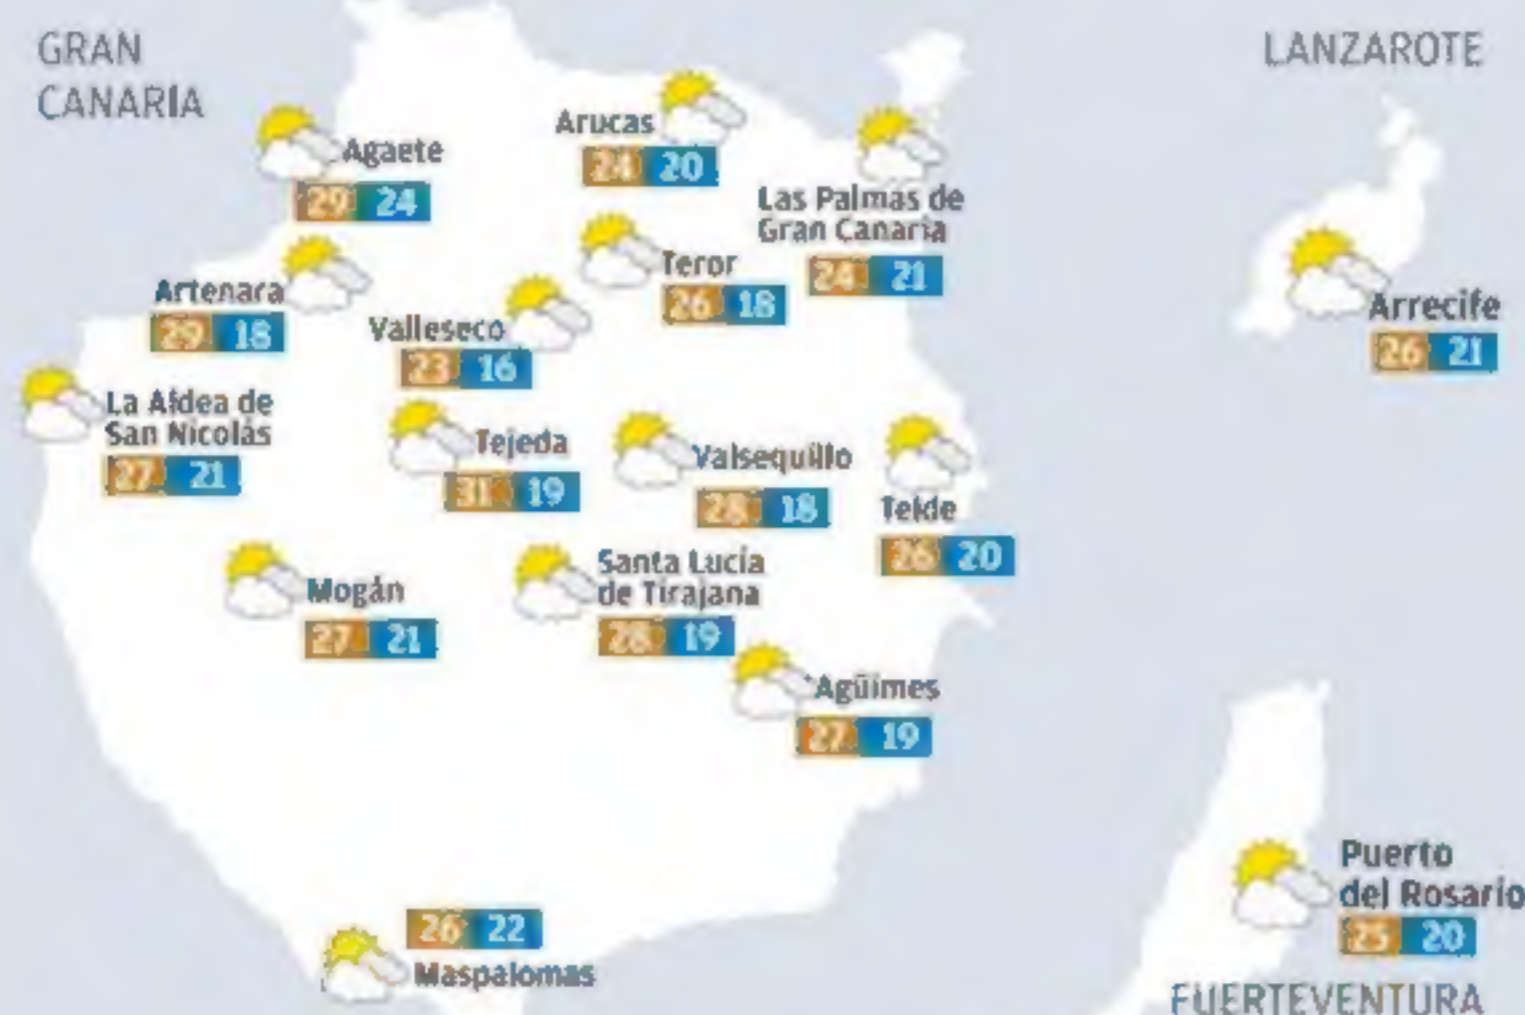 GRAN
CANARIA
LANZAROTE
Agaete
29 24
Arucas
24 20
Las Palmas de
Gran Canaria
24 21
Artenara
29 18
Teror
26 18
Valleseco
23 16
Arrecife
26 21
La Aldea de
San Nicolás
27 21
Tejeda
31 19
Valsequillo
28 18
Telde
26 20
Mogán
27 21
Santa Lucía
de Tirajana
28 19
Agüimes
27 19
Puerto
del Rosario
25 20
26 22
Maspalomas
FUERTEVENTURA